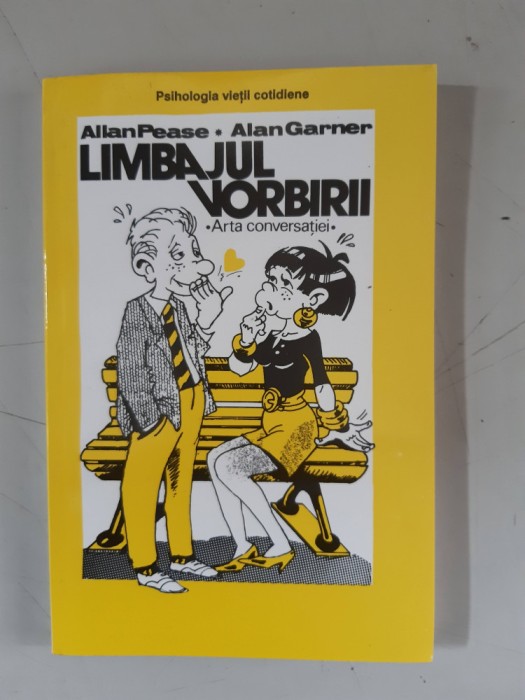 Psihologia vieții cotidiene
Allan Pease • Alan Garner
LIMBAJUL
VORBIRII
•Arta conversației•